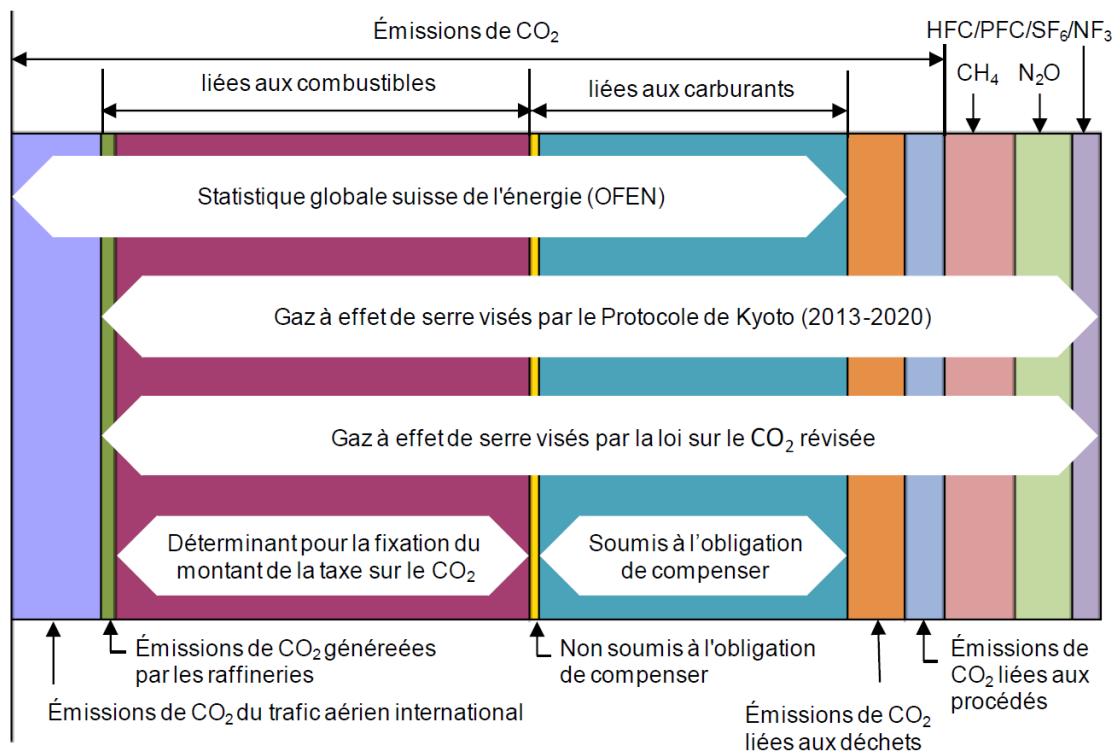 Émissions de CO₂
HFC/PFC/SF₆/NF₃
liées aux combustibles
liées aux carburants
CH₄
N₂O
Statistique globale suisse de l'énergie (OFEN)
Gaz à effet de serre visés par le Protocole de Kyoto (2013-2020)
Gaz à effet de serre visés par la loi sur le CO₂ révisée
Déterminant pour la fixation du
montant de la taxe sur le CO₂
Soumis à l’obligation
de compenser
Émissions de CO₂ généreées
par les raffineries
Non soumis à l'obligation
de compenser
Émissions de
CO₂ liées aux
procédés
Émissions de CO₂ du trafic aérien international
Émissions de CO₂
liées aux déchets